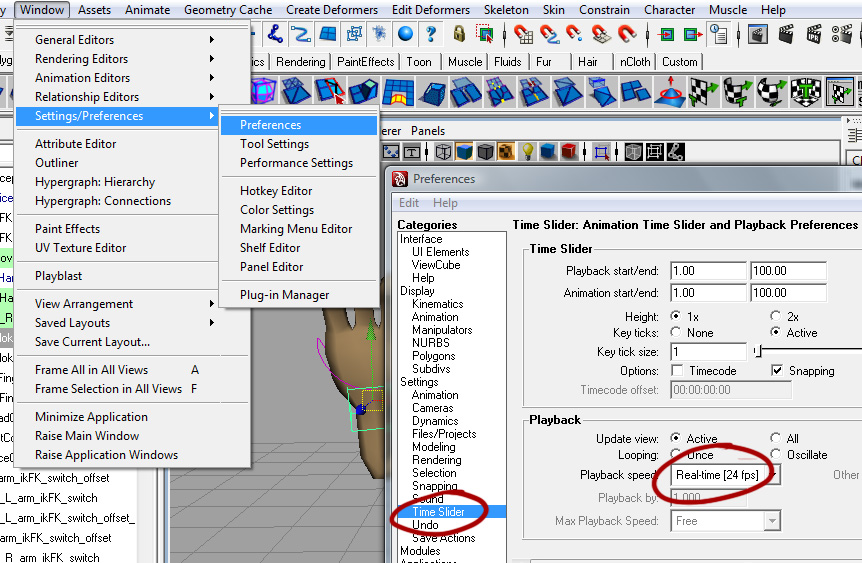 Window Assets Animate Geometry Cache Create Deformers Edit Deformers Skeleton Skin Constrain Character Muscle Help
General Editors
Rendering Editors
Animation Editors
Relationship Editors
Settings/Preferences
Attribute Editor
Outliner
Hypergraph: Hierarchy
Hypergraph: Connections
Paint Effects
UV Texture Editor
Playblast
View Arrangement
Saved Layouts
Save Current Layout...
Frame All in All Views A
Frame Selection in All Views F
Minimize Application
Raise Main Window
Raise Application Windows
Rendering PaintEffects Toon Muscle Fluids Fur Hair nCloth Custom
Preferences
Tool Settings
Performance Settings
Hotkey Editor
Color Settings
Marking Menu Editor
Shelf Editor
Panel Editor
Plug-in Manager
Panels
IPR
Preferences
Edit Help
Categories
Interface
UI Elements
ViewCube
Help
Display
Kinematics
Animation
Manipulators
NURBS
Polygons
Subdivs
Settings
Animation
Cameras
Dynamics
Files/Projects
Modeling
Rendering
Selection
Snapping
Sound
Time Slider
Undo
Save Actions
Modules
Applications
Time Slider: Animation Time Slider and Playback Preferences
Time Slider
Playback start/end: 1.00 100.00
Animation start/end: 1.00 100.00
Height: 1x 2x
Key ticks: None Active
Key tick size: 1
Options: Timecode Snapping
Timecode offset: 00:00:00:00
Playback
Update view: Active All
Looping: Once Oscillate
Playback speed: Real-time [24 fps] Other
Playback by: 1.000
Max Playback Speed: Free
arm_ikFK_switch_offset
_L_arm_ikFK_switch
_L_arm_ikFK_switch_offset_
_R_arm_ikFK_switch